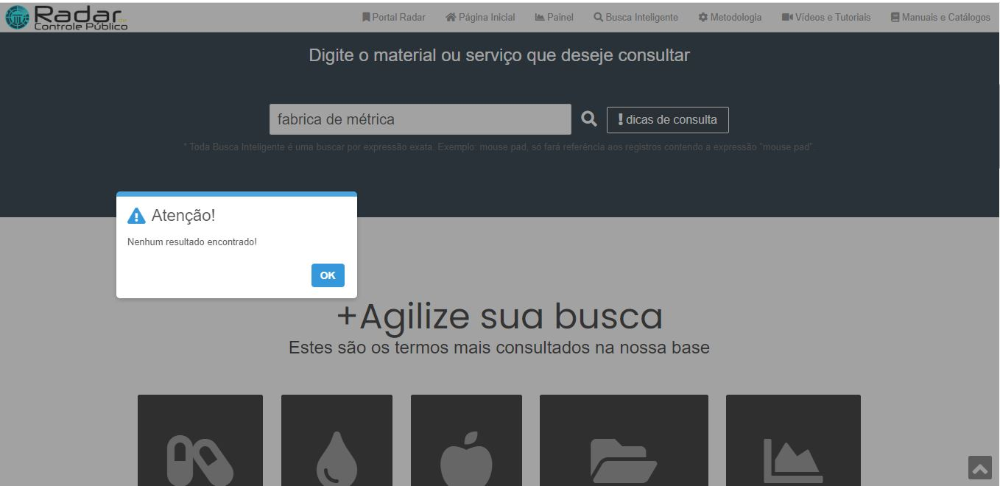 Radar de
Controle Público
Portal Radar Página Inicial Painel Busca Inteligente Metodologia Vídeos e Tutoriais Manuais e Catálogos
Digite o material ou serviço que deseje consultar
fabrica de métrica
dicas de consulta
* Toda Busca Inteligente é uma buscar por expressão exata. Exemplo: mouse pad, só fará referência aos registros contendo a expressão "mouse pad".
Atenção!
Nenhum resultado encontrado!
OK
+Agilize sua busca
Estes são os termos mais consultados na nossa base